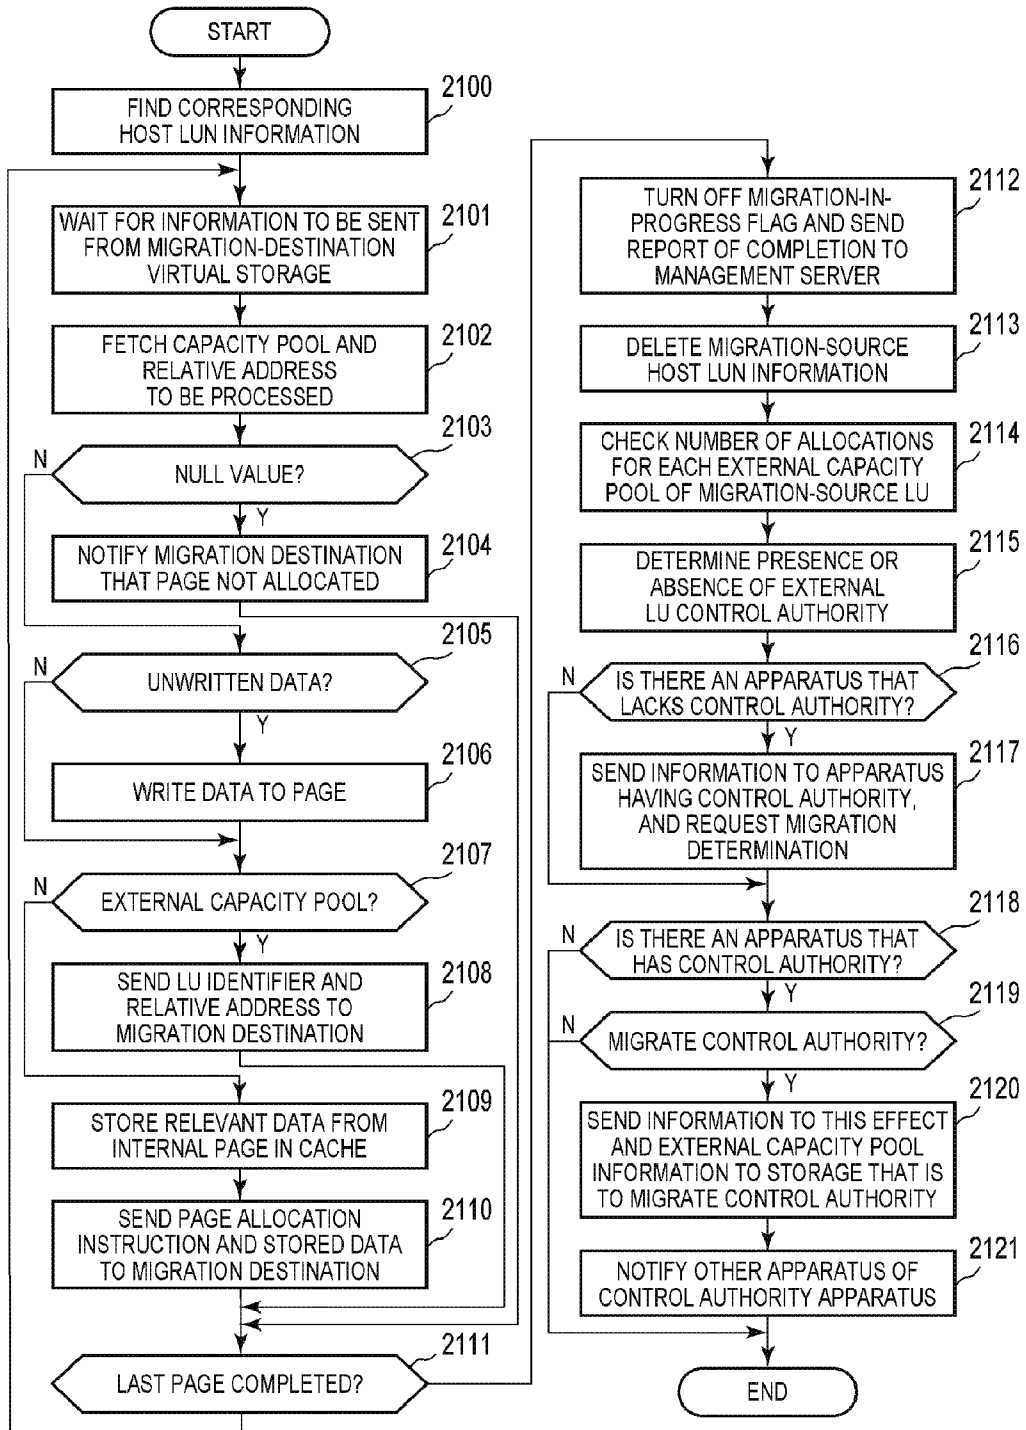 START
2100
FIND CORRESPONDING
HOST LUN INFORMATION
2101
WAIT FOR INFORMATION TO BE SENT
FROM MIGRATION-DESTINATION
VIRTUAL STORAGE
2102
FETCH CAPACITY POOL AND
RELATIVE ADDRESS
TO BE PROCESSED
2103
N
NULL VALUE?
Y
2104
NOTIFY MIGRATION DESTINATION
THAT PAGE NOT ALLOCATED
2105
N
UNWRITTEN DATA?
Y
2106
WRITE DATA TO PAGE
2107
N
EXTERNAL CAPACITY POOL?
Y
2108
SEND LU IDENTIFIER AND
RELATIVE ADDRESS TO
MIGRATION DESTINATION
2109
STORE RELEVANT DATA FROM
INTERNAL PAGE IN CACHE
2110
SEND PAGE ALLOCATION
INSTRUCTION AND STORED DATA
TO MIGRATION DESTINATION
2111
LAST PAGE COMPLETED?
2112
TURN OFF MIGRATION-IN-
PROGRESS FLAG AND SEND
REPORT OF COMPLETION TO
MANAGEMENT SERVER
2113
DELETE MIGRATION-SOURCE
HOST LUN INFORMATION
2114
CHECK NUMBER OF ALLOCATIONS
FOR EACH EXTERNAL CAPACITY
POOL OF MIGRATION-SOURCE LU
2115
DETERMINE PRESENCE OR
ABSENCE OF EXTERNAL
LU CONTROL AUTHORITY
2116
N
IS THERE AN APPARATUS THAT
LACKS CONTROL AUTHORITY?
Y
2117
SEND INFORMATION TO APPARATUS
HAVING CONTROL AUTHORITY,
AND REQUEST MIGRATION
DETERMINATION
2118
N
IS THERE AN APPARATUS THAT
HAS CONTROL AUTHORITY?
Y
2119
N
MIGRATE CONTROL AUTHORITY?
Y
2120
SEND INFORMATION TO THIS EFFECT
AND EXTERNAL CAPACITY POOL
INFORMATION TO STORAGE THAT IS
TO MIGRATE CONTROL AUTHORITY
2121
NOTIFY OTHER APPARATUS OF
CONTROL AUTHORITY APPARATUS
END